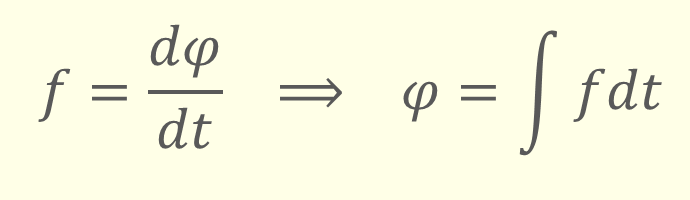 f = dφ/dt ⟹ φ = ∫ f dt